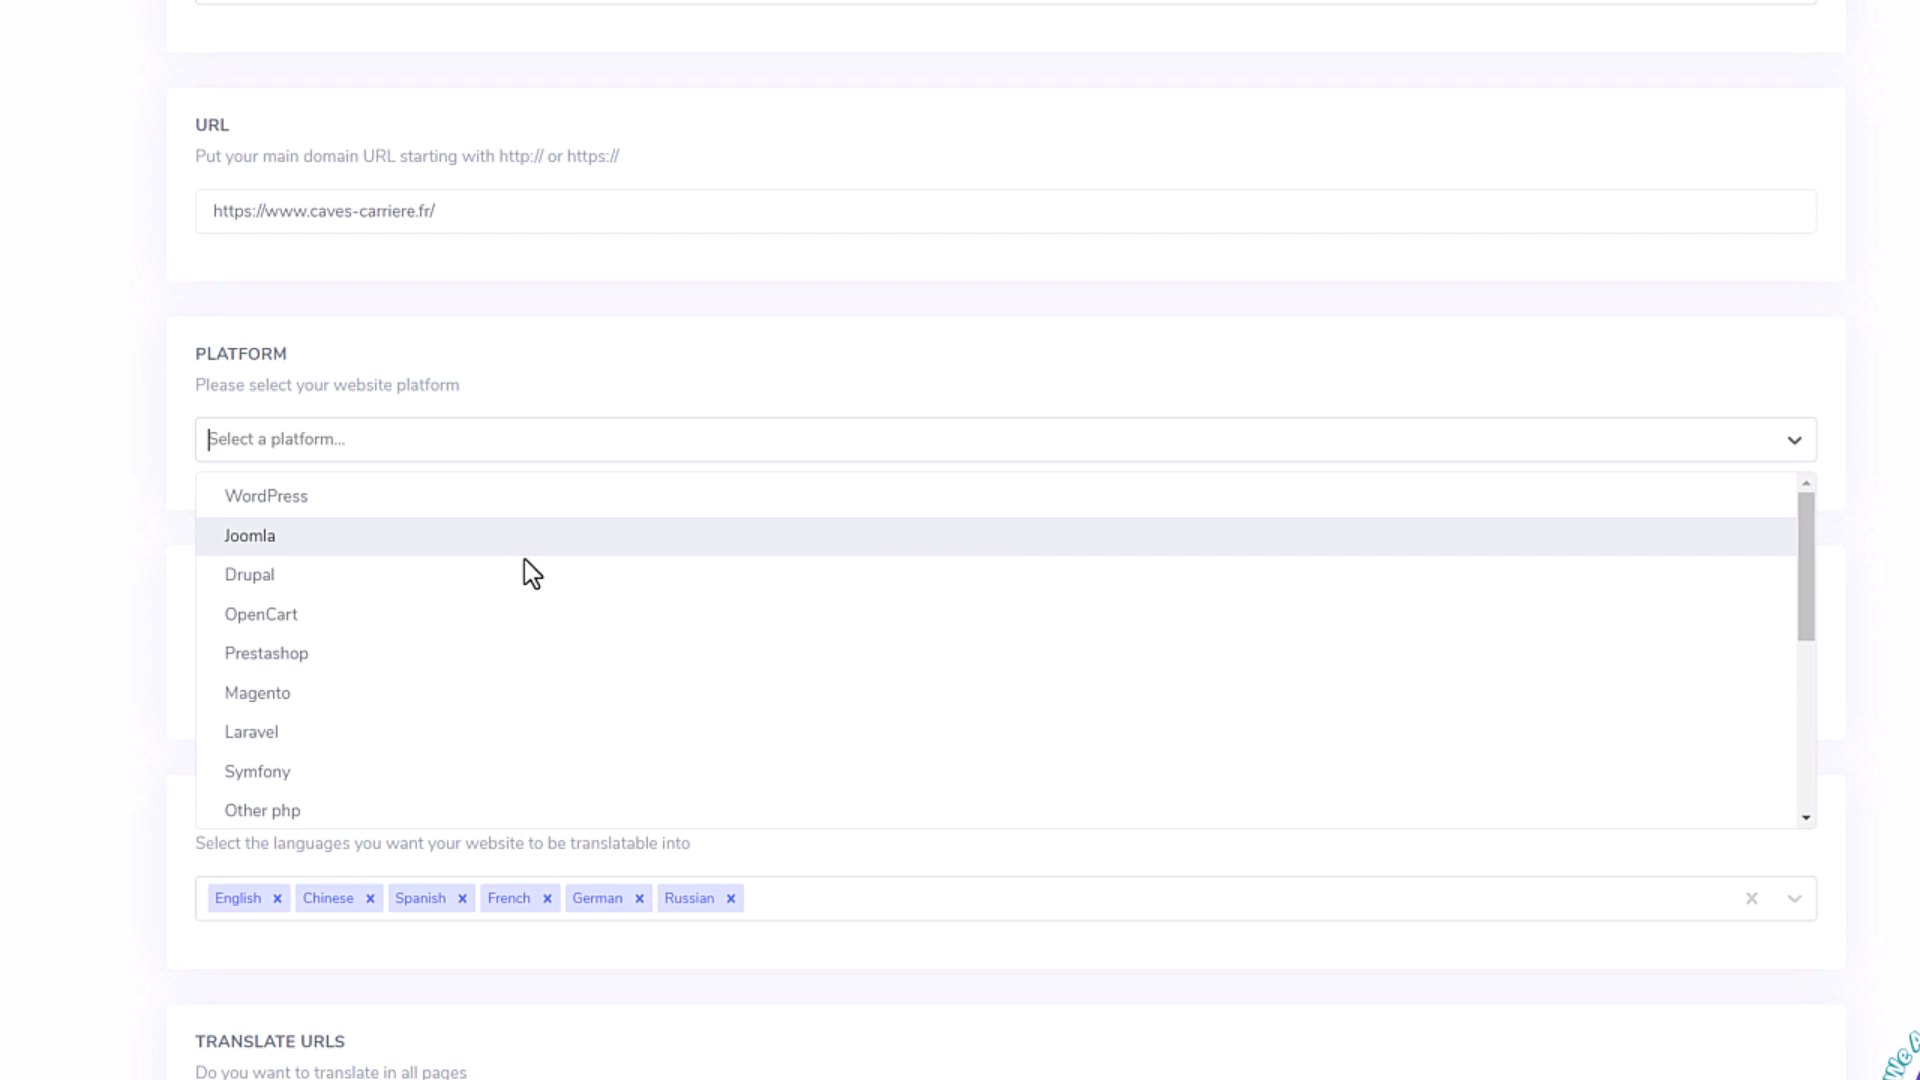 URL
Put your main domain URL starting with http:// or https://
https://www.caves-carriere.fr/
PLATFORM
Please select your website platform
Select a platform...
WordPress
Joomla
Drupal
OpenCart
Prestashop
Magento
Laravel
Symfony
Other php
Select the languages you want your website to be translatable into
English x Chinese x Spanish x French x German x Russian x
TRANSLATE URLS
Do you want to translate in all pages
We